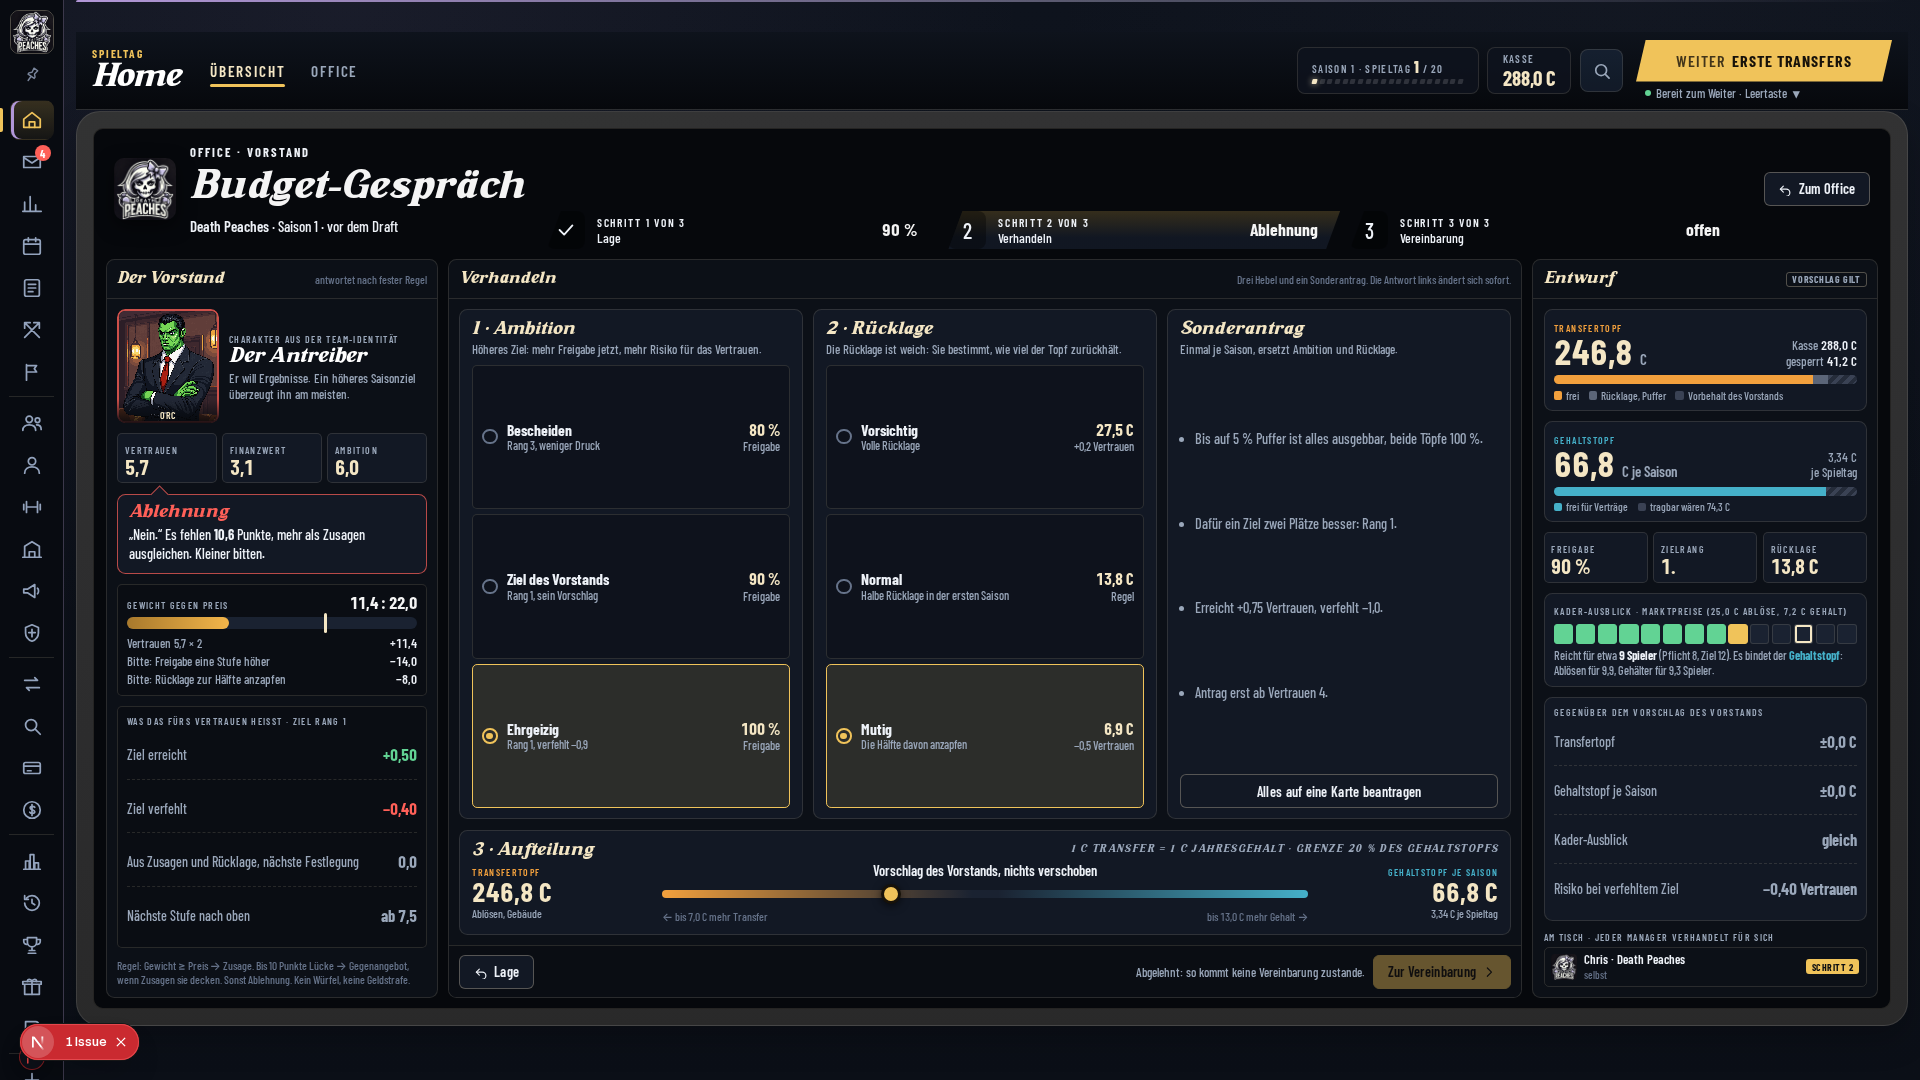 SPIELTAG
Home
ÜBERSICHT
OFFICE
SAISON 1 · SPIELTAG 1 / 20
KASSE
288,0 C
WEITER ERSTE TRANSFERS
Bereit zum Weiter · Leertaste ▼
4
PEACHES
OFFICE · VORSTAND
Budget-Gespräch
Death Peaches · Saison 1 · vor dem Draft
Zum Office
SCHRITT 1 VON 3
Lage
90 %
2
SCHRITT 2 VON 3
Verhandeln
Ablehnung
3
SCHRITT 3 VON 3
Vereinbarung
offen
Der Vorstand
antwortet nach fester Regel
O'RC
CHARAKTER AUS DER TEAM-IDENTITÄT
Der Antreiber
Er will Ergebnisse. Ein höheres Saisonziel
überzeugt ihn am meisten.
VERTRAUEN
5,7
FINANZWERT
3,1
AMBITION
6,0
Ablehnung
„Nein.“ Es fehlen 10,6 Punkte, mehr als Zusagen
ausgleichen. Kleiner bitten.
GEWICHT GEGEN PREIS
11,4 : 22,0
Vertrauen 5,7 × 2
+11,4
Bitte: Freigabe eine Stufe höher
−14,0
Bitte: Rücklage zur Hälfte anzapfen
−8,0
WAS DAS FÜRS VERTRAUEN HEISST · ZIEL RANG 1
Ziel erreicht
+0,50
Ziel verfehlt
−0,40
Aus Zusagen und Rücklage, nächste Festlegung
0,0
Nächste Stufe nach oben
ab 7,5
Regel: Gewicht ≥ Preis → Zusage. Bis 10 Punkte Lücke → Gegenangebot,
wenn Zusagen sie decken. Sonst Ablehnung. Kein Würfel, keine Geldstrafe.
Verhandeln
Drei Hebel und ein Sonderantrag. Die Antwort links ändert sich sofort.
1 · Ambition
Höheres Ziel: mehr Freigabe jetzt, mehr Risiko für das Vertrauen.
Bescheiden
Rang 3, weniger Druck
80 %
Freigabe
Ziel des Vorstands
Rang 1, sein Vorschlag
90 %
Freigabe
Ehrgeizig
Rang 1, verfehlt −0,9
100 %
Freigabe
2 · Rücklage
Die Rücklage ist weich: Sie bestimmt, wie viel der Topf zurückhält.
Vorsichtig
Volle Rücklage
27,5 C
+0,2 Vertrauen
Normal
Halbe Rücklage in der ersten Saison
13,8 C
Regel
Mutig
Die Hälfte davon anzapfen
6,9 C
−0,5 Vertrauen
Sonderantrag
Einmal je Saison, ersetzt Ambition und Rücklage.
• Bis auf 5 % Puffer ist alles ausgebbar, beide Töpfe 100 %.
• Dafür ein Ziel zwei Plätze besser: Rang 1.
• Erreicht +0,75 Vertrauen, verfehlt −1,0.
• Antrag erst ab Vertrauen 4.
Alles auf eine Karte beantragen
3 · Aufteilung
1 C TRANSFER = 1 C JAHRESGEHALT · GRENZE 20 % DES GEHALTSTOPFS
TRANSFERTOPF
246,8 C
Ablösen, Gebäude
Vorschlag des Vorstands, nichts verschoben
← bis 7,0 C mehr Transfer
bis 13,0 C mehr Gehalt →
GEHALTSTOPF JE SAISON
66,8 C
3,34 C je Spieltag
Lage
Abgelehnt: so kommt keine Vereinbarung zustande.
Zur Vereinbarung
Entwurf
VORSCHLAG GILT
TRANSFERTOPF
246,8 C
Kasse 288,0 C
gesperrt 41,2 C
frei
Rücklage, Puffer
Vorbehalt des Vorstands
GEHALTSTOPF
66,8 C je Saison
3,34 C
je Spieltag
frei für Verträge
tragbar wären 74,3 C
FREIGABE
90 %
ZIELRANG
1.
RÜCKLAGE
13,8 C
KADER-AUSBLICK · MARKTPREISE (25,0 C ABLÖSE, 7,2 C GEHALT)
Reicht für etwa 9 Spieler (Pflicht 8, Ziel 12). Es bindet der Gehaltstopf:
Ablösen für 9,9, Gehälter für 9,3 Spieler.
GEGENÜBER DEM VORSCHLAG DES VORSTANDS
Transfertopf
±0,0 C
Gehaltstopf je Saison
±0,0 C
Kader-Ausblick
gleich
Risiko bei verfehltem Ziel
−0,40 Vertrauen
AM TISCH · JEDER MANAGER VERHANDELT FÜR SICH
Chris · Death Peaches
selbst
SCHRITT 2
N
1 Issue